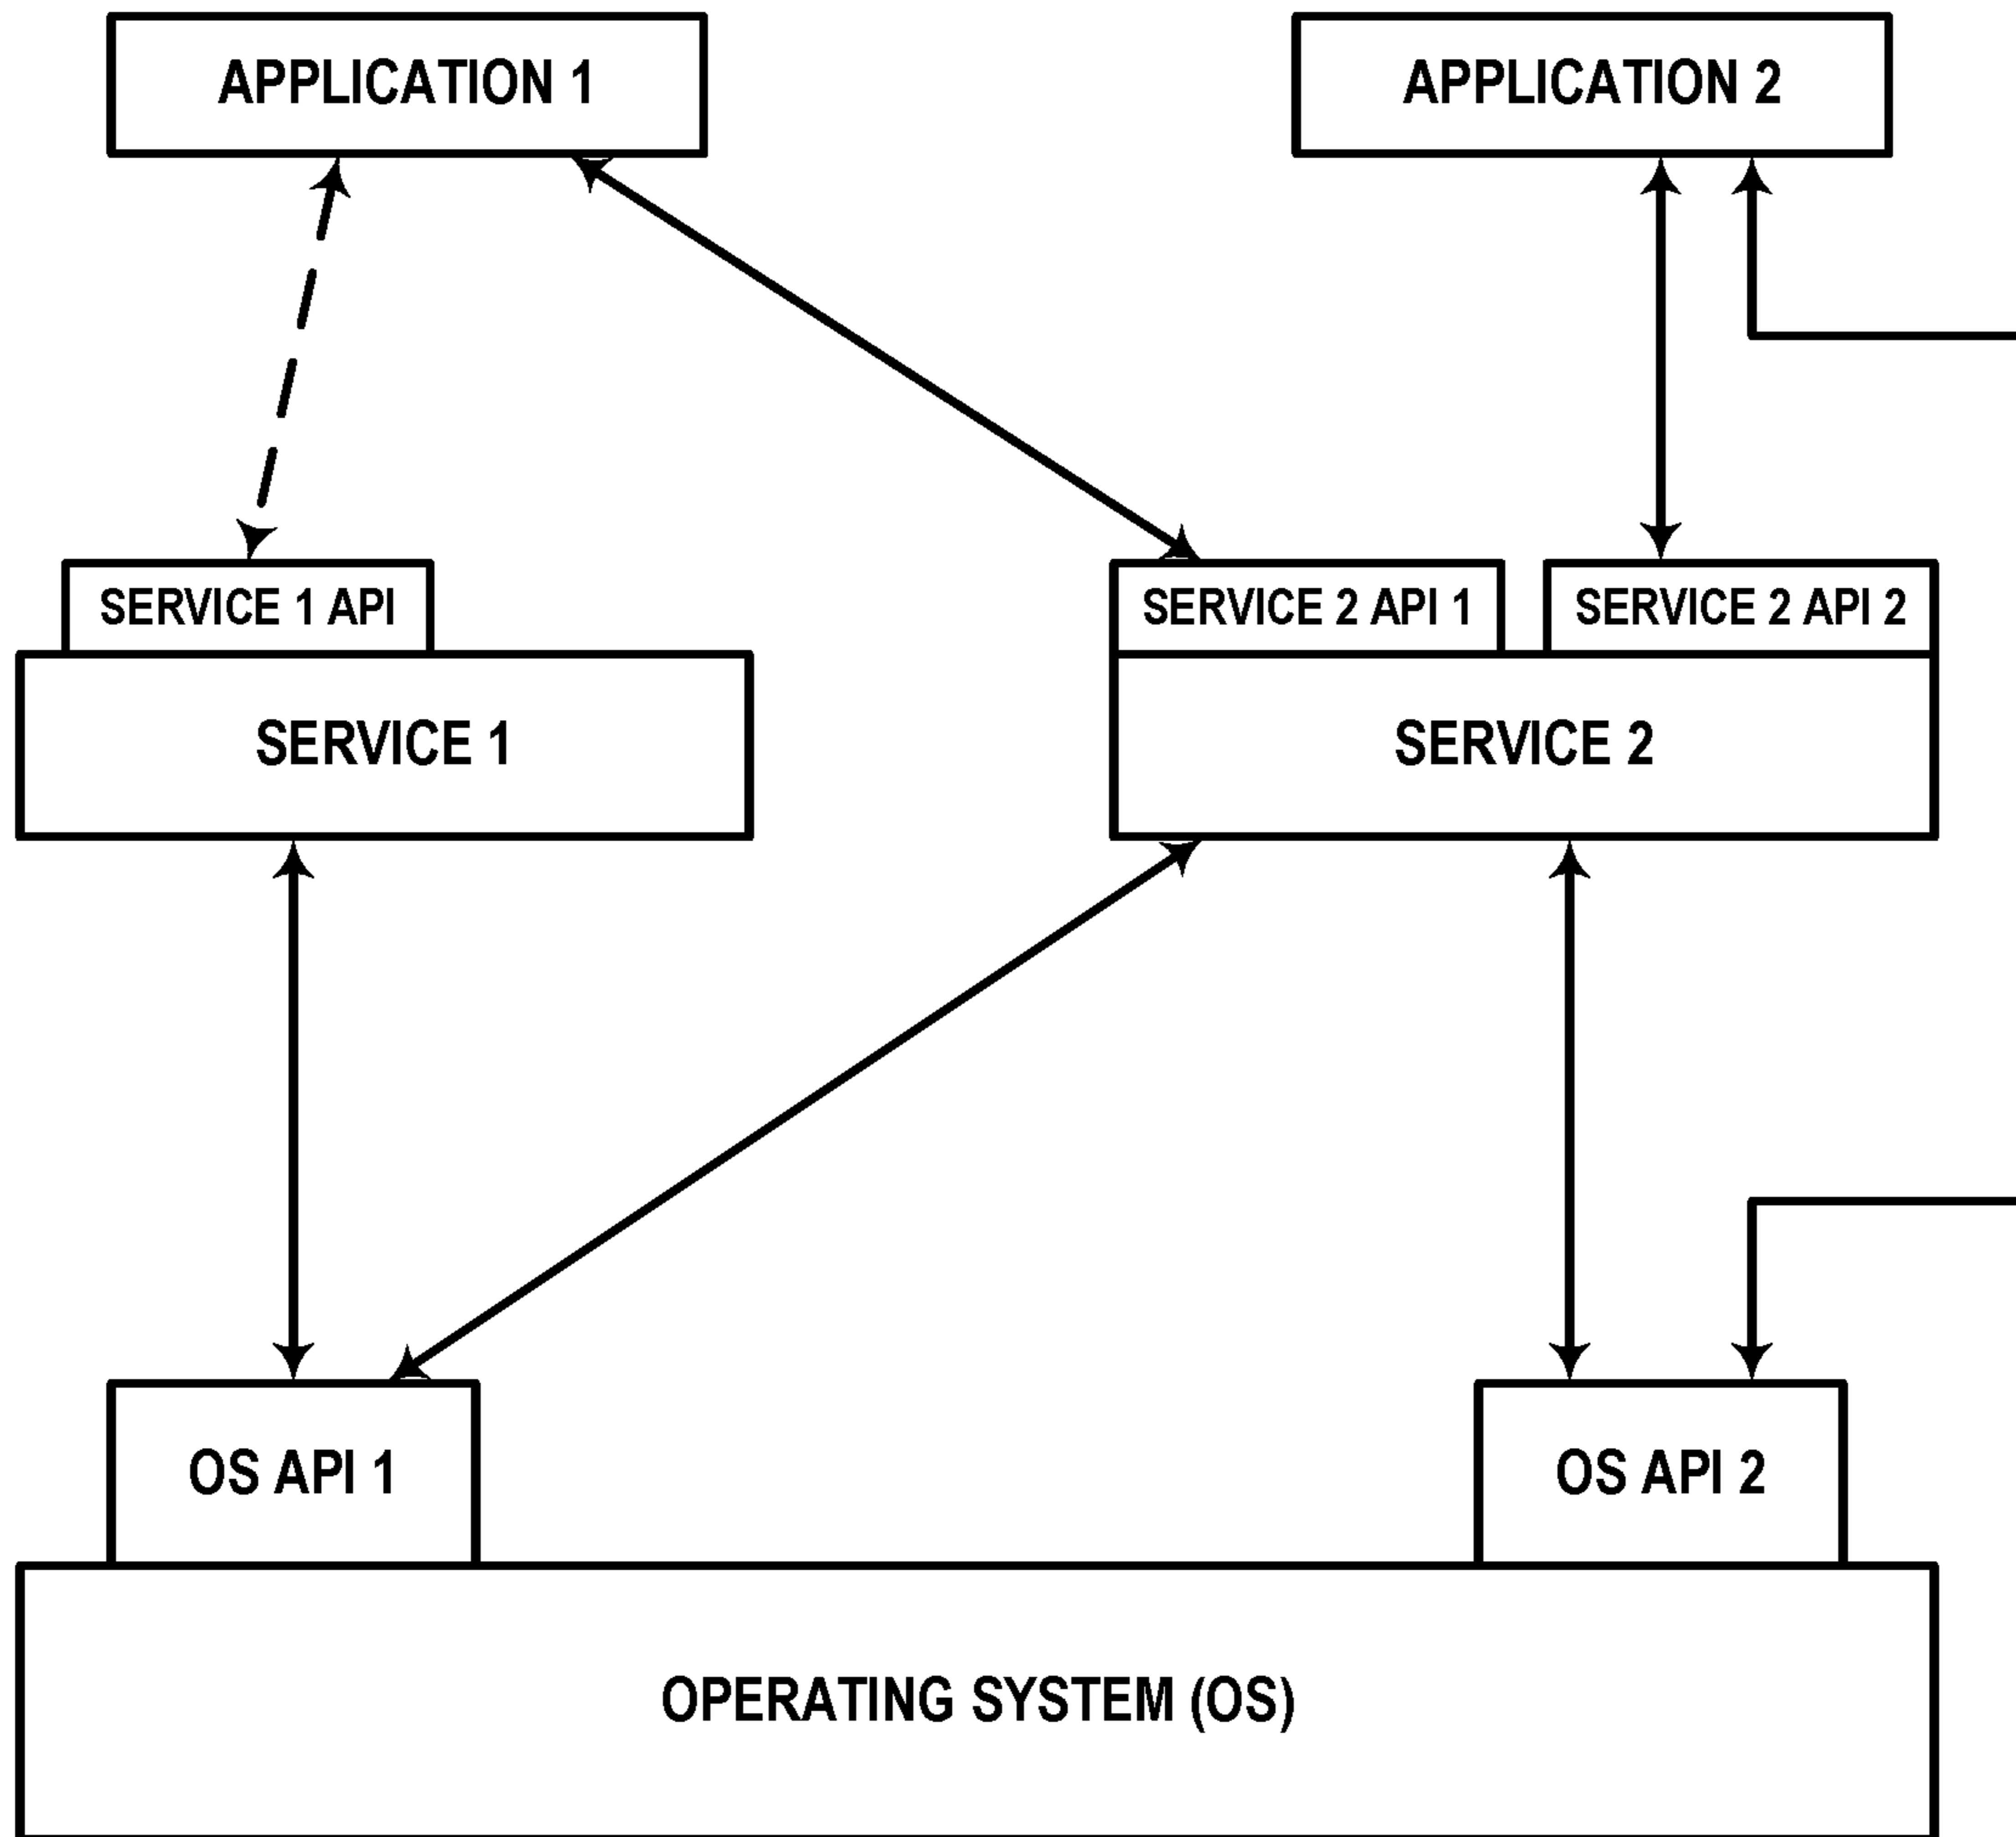 APPLICATION 1
APPLICATION 2
SERVICE 1 API
SERVICE 2 API 1
SERVICE 2 API 2
SERVICE 1
SERVICE 2
OS API 1
OS API 2
OPERATING SYSTEM (OS)